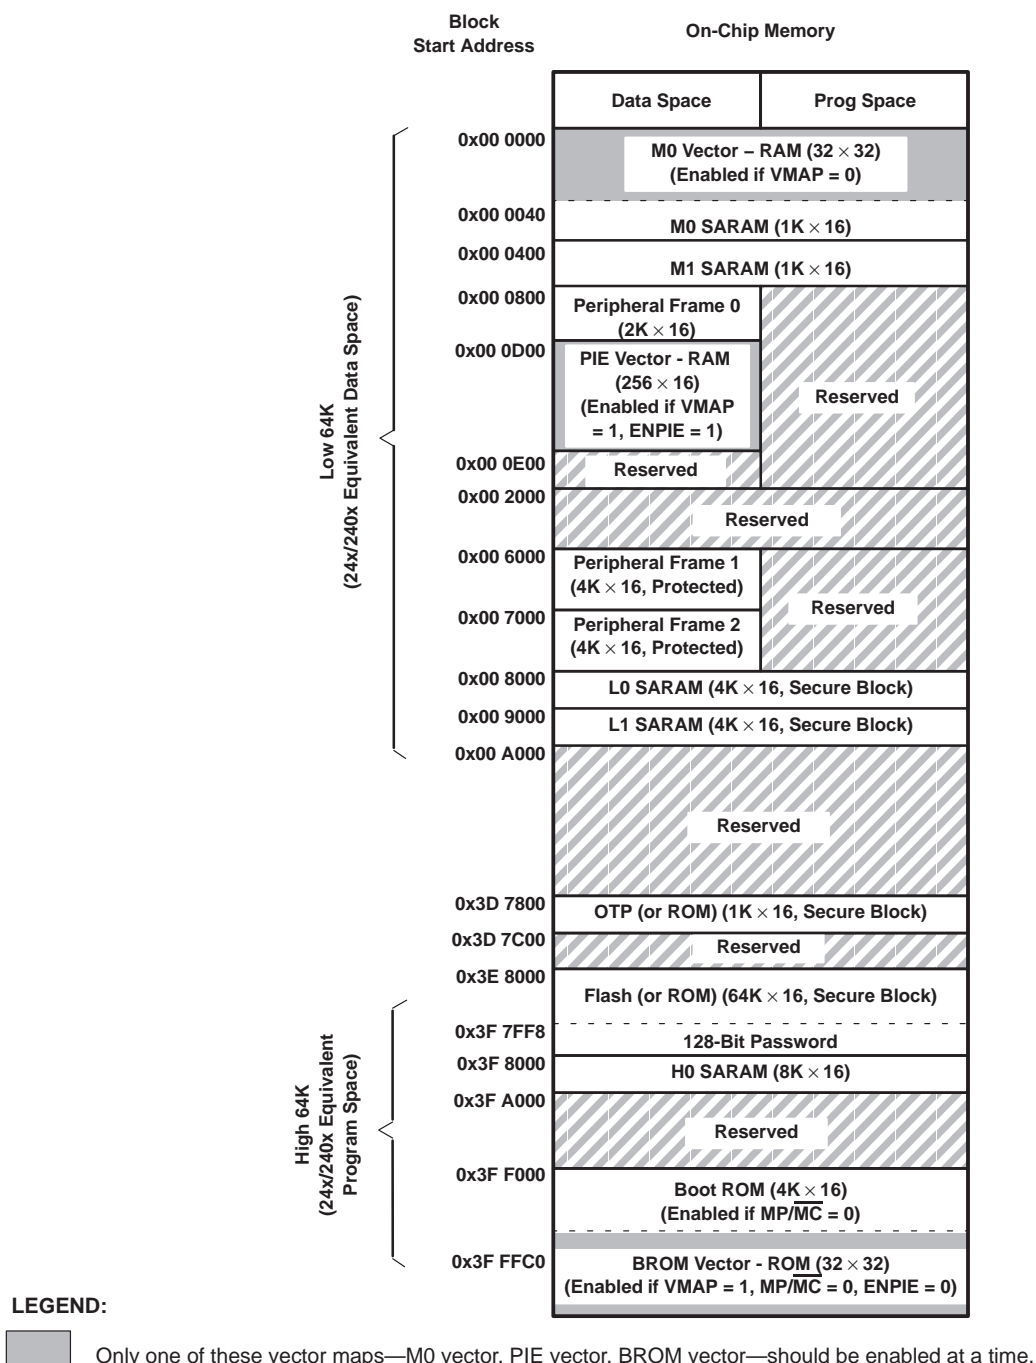 Block
Start Address
On-Chip Memory
Data Space
Prog Space
0x00 0000
M0 Vector – RAM (32 × 32)
(Enabled if VMAP = 0)
0x00 0040
M0 SARAM (1K × 16)
0x00 0400
M1 SARAM (1K × 16)
0x00 0800
Peripheral Frame 0
(2K × 16)
0x00 0D00
PIE Vector - RAM
(256 × 16)
(Enabled if VMAP
= 1, ENPIE = 1)
Reserved
0x00 0E00
Reserved
0x00 2000
Reserved
0x00 6000
Peripheral Frame 1
(4K × 16, Protected)
Reserved
0x00 7000
Peripheral Frame 2
(4K × 16, Protected)
0x00 8000
L0 SARAM (4K × 16, Secure Block)
0x00 9000
L1 SARAM (4K × 16, Secure Block)
0x00 A000
Low 64K
(24x/240x Equivalent Data Space)
Reserved
0x3D 7800
OTP (or ROM) (1K × 16, Secure Block)
0x3D 7C00
Reserved
0x3E 8000
Flash (or ROM) (64K × 16, Secure Block)
0x3F 7FF8
128-Bit Password
0x3F 8000
H0 SARAM (8K × 16)
0x3F A000
Reserved
High 64K
(24x/240x Equivalent
Program Space)
0x3F F000
Boot ROM (4K × 16)
(Enabled if MP/M̅C̅ = 0)
0x3F FFC0
BROM Vector - ROM (32 × 32)
(Enabled if VMAP = 1, MP/M̅C̅ = 0, ENPIE = 0)
LEGEND:
Only one of these vector maps—M0 vector, PIE vector, BROM vector—should be enabled at a time.